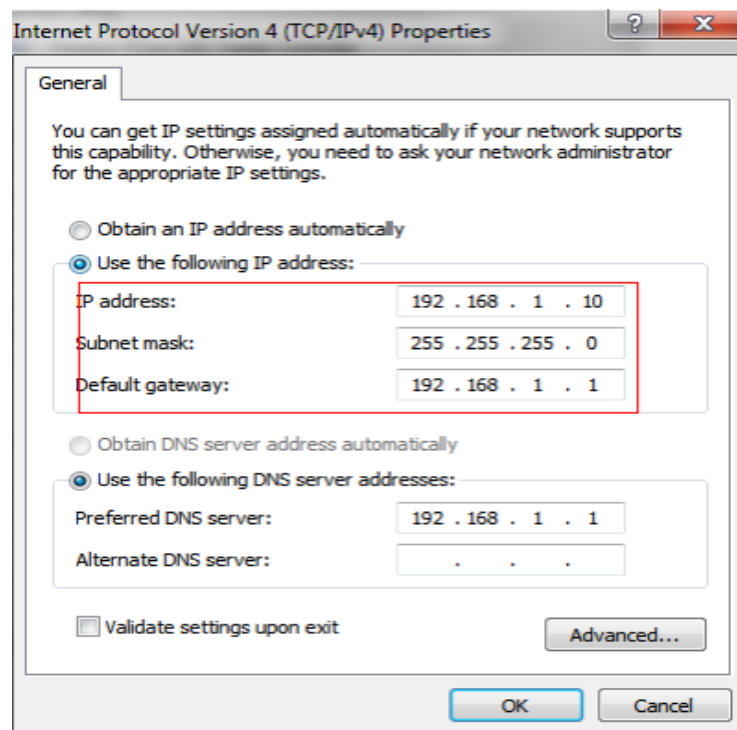 Internet Protocol Version 4 (TCP/IPv4) Properties
? X
General
You can get IP settings assigned automatically if your network supports
this capability. Otherwise, you need to ask your network administrator
for the appropriate IP settings.
Obtain an IP address automatically
Use the following IP address:
IP address: 192 . 168 . 1 . 10
Subnet mask: 255 . 255 . 255 . 0
Default gateway: 192 . 168 . 1 . 1
Obtain DNS server address automatically
Use the following DNS server addresses:
Preferred DNS server: 192 . 168 . 1 . 1
Alternate DNS server: . . .
Validate settings upon exit
Advanced...
OK Cancel